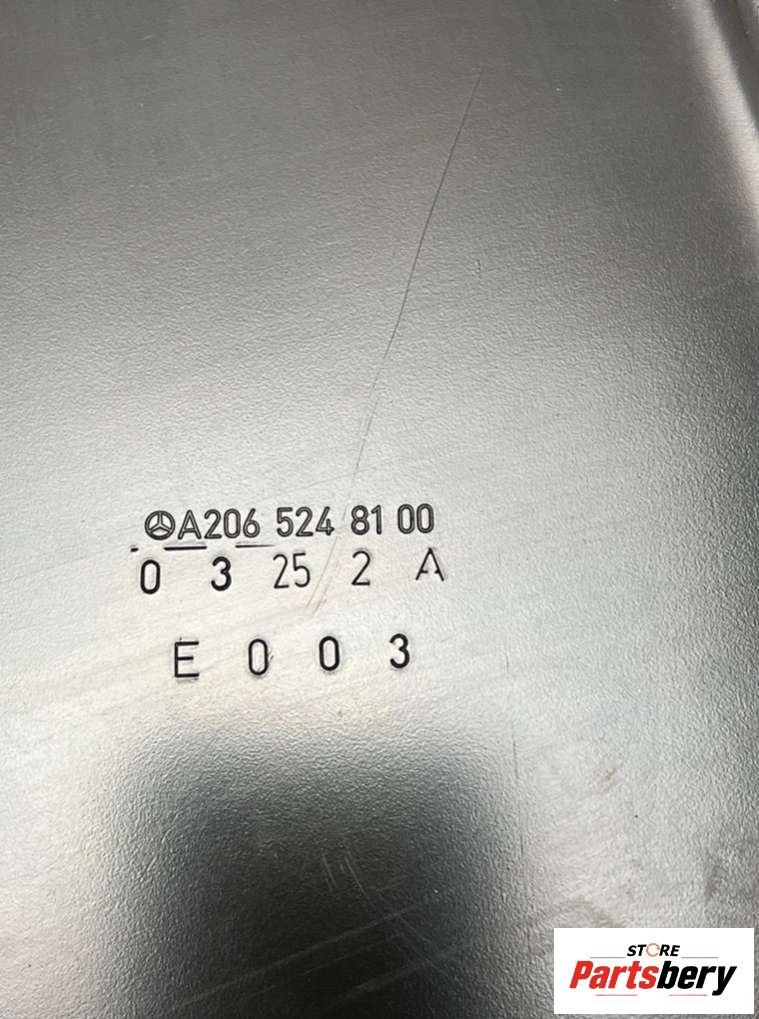 A206 524 81 00
0 3 25 2 A
E 0 0 3
STORE
Partsbery